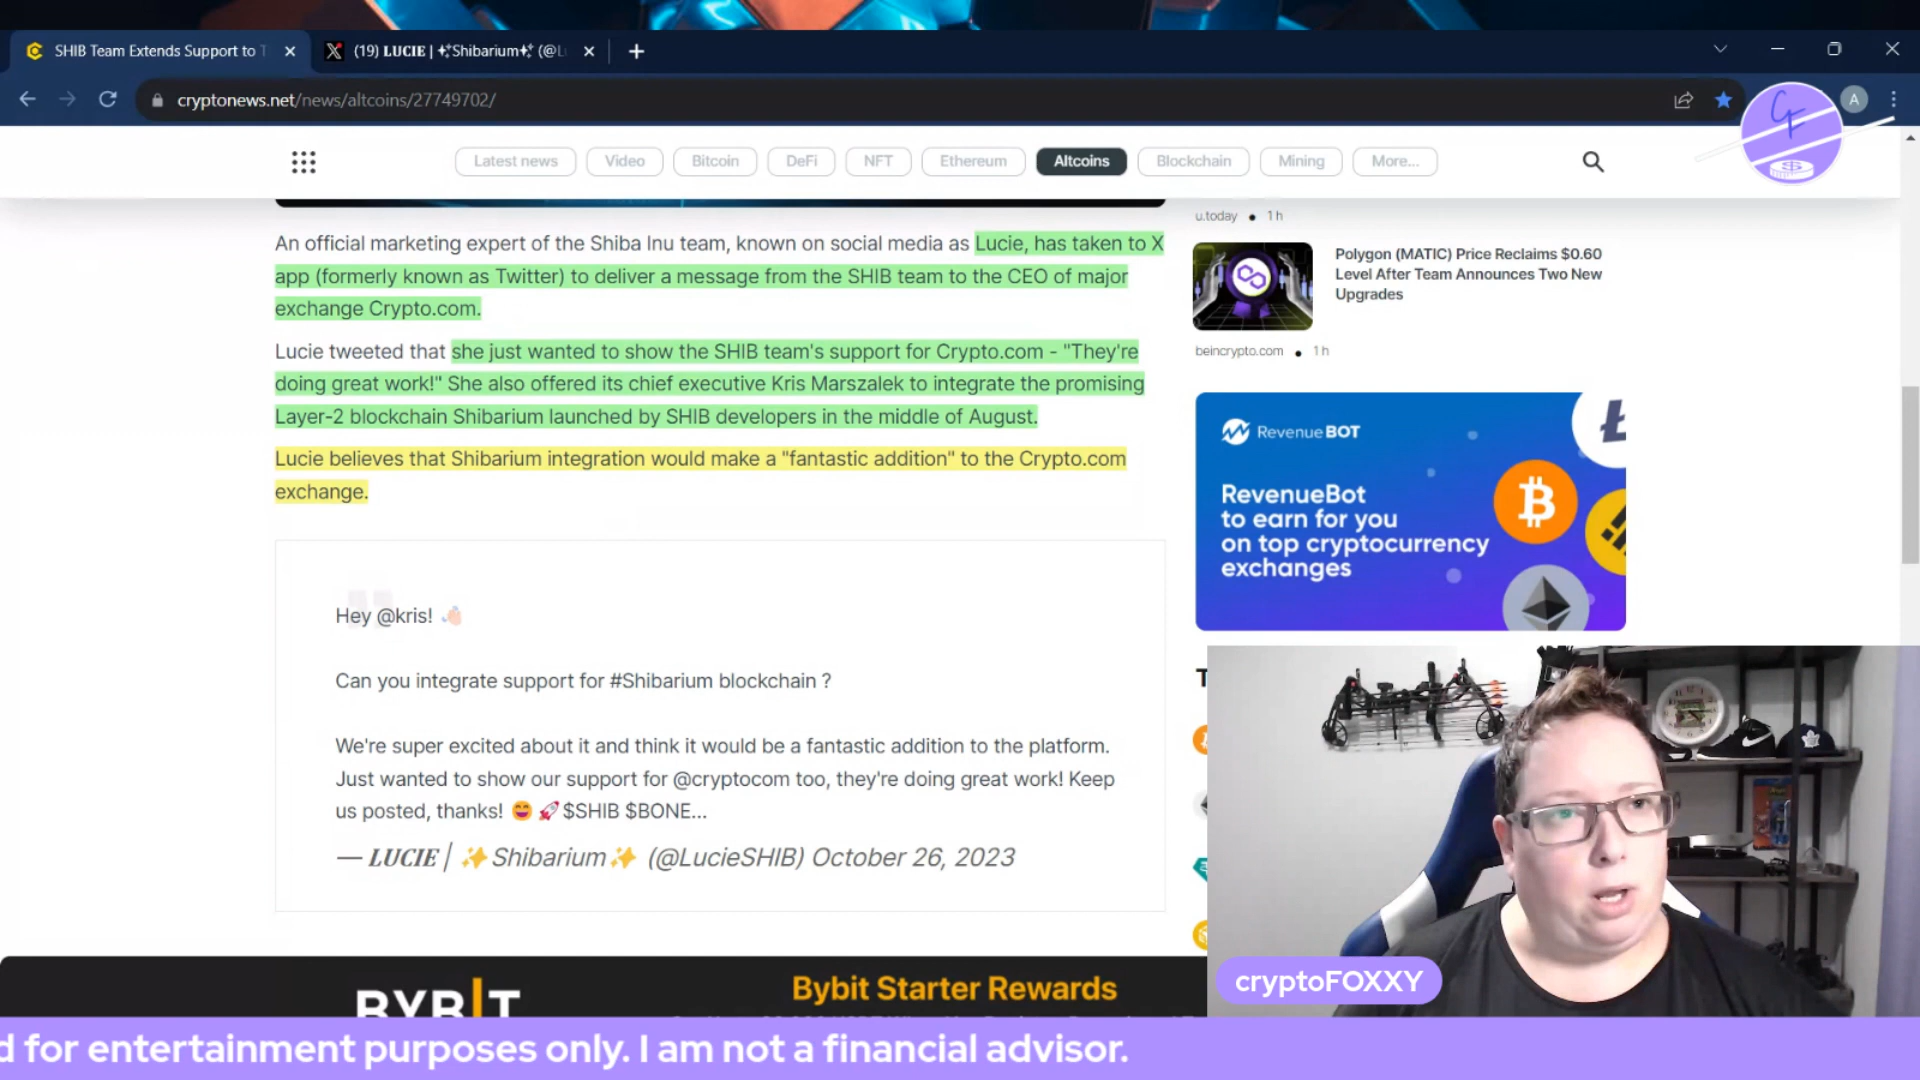 SHIB Team Extends Support to T
(19) LUCIE | ✨Shibarium✨ (@L
cryptonews.net/news/altcoins/27749702/
A
CF
Latest news
Video
Bitcoin
DeFi
NFT
Ethereum
Altcoins
Blockchain
Mining
More...
An official marketing expert of the Shiba Inu team, known on social media as Lucie, has taken to X
app (formerly known as Twitter) to deliver a message from the SHIB team to the CEO of major
exchange Crypto.com.
Lucie tweeted that she just wanted to show the SHIB team's support for Crypto.com - "They're
doing great work!" She also offered its chief executive Kris Marszalek to integrate the promising
Layer-2 blockchain Shibarium launched by SHIB developers in the middle of August.
Lucie believes that Shibarium integration would make a "fantastic addition" to the Crypto.com
exchange.
Hey @kris! 👋🏻
Can you integrate support for #Shibarium blockchain ?
We're super excited about it and think it would be a fantastic addition to the platform.
Just wanted to show our support for @cryptocom too, they're doing great work! Keep
us posted, thanks! 😄 🚀 $SHIB $BONE...
— LUCIE | ✨Shibarium✨ (@LucieSHIB) October 26, 2023
u.today • 1 h
Polygon (MATIC) Price Reclaims $0.60
Level After Team Announces Two New
Upgrades
beincrypto.com • 1 h
Revenue BOT
RevenueBot
to earn for you
on top cryptocurrency
exchanges
BYBIT
Bybit Starter Rewards
cryptoFOXXY
d for entertainment purposes only. I am not a financial advisor.